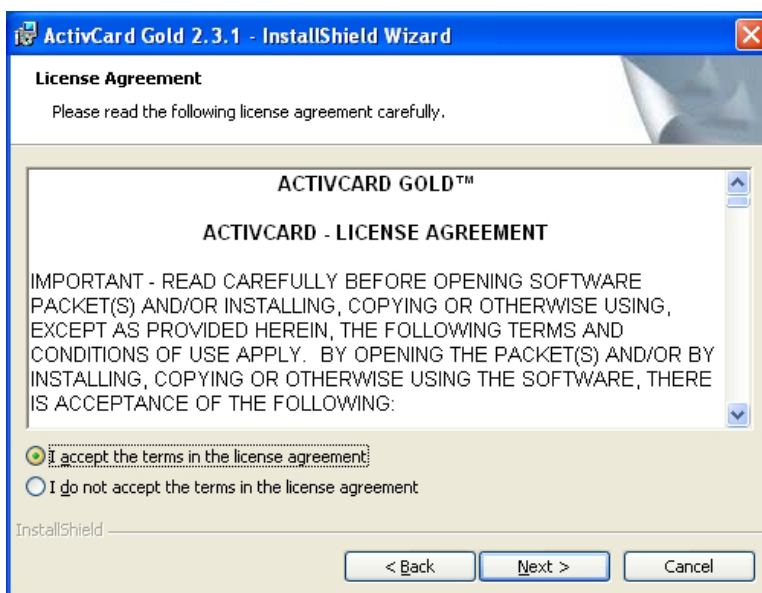 ActivCard Gold 2.3.1 - InstallShield Wizard
License Agreement
Please read the following license agreement carefully.
ACTIVCARD GOLD™
ACTIVCARD - LICENSE AGREEMENT
IMPORTANT - READ CAREFULLY BEFORE OPENING SOFTWARE
PACKET(S) AND/OR INSTALLING, COPYING OR OTHERWISE USING,
EXCEPT AS PROVIDED HEREIN, THE FOLLOWING TERMS AND
CONDITIONS OF USE APPLY.  BY OPENING THE PACKET(S) AND/OR BY
INSTALLING, COPYING OR OTHERWISE USING THE SOFTWARE, THERE
IS ACCEPTANCE OF THE FOLLOWING:
I accept the terms in the license agreement
I do not accept the terms in the license agreement
InstallShield
< Back Next > Cancel